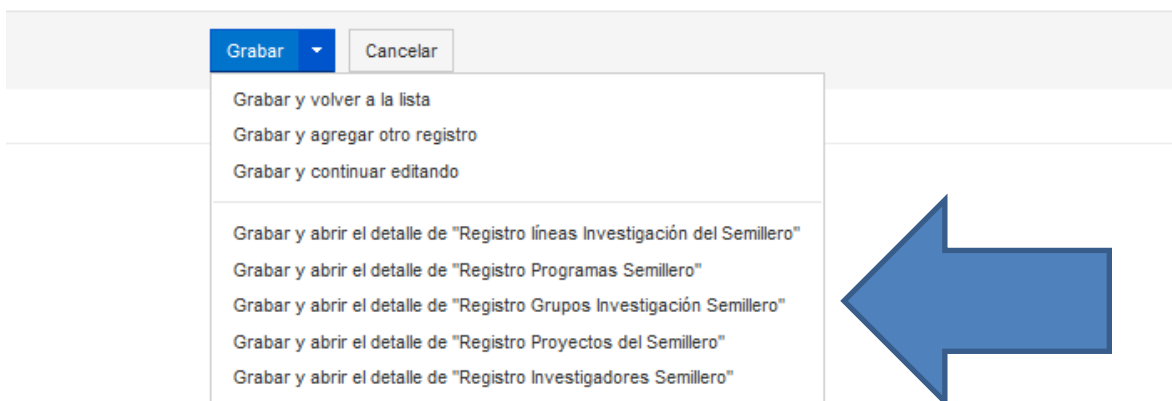 Grabar Cancelar
Grabar y volver a la lista
Grabar y agregar otro registro
Grabar y continuar editando
Grabar y abrir el detalle de "Registro líneas Investigación del Semillero"
Grabar y abrir el detalle de "Registro Programas Semillero"
Grabar y abrir el detalle de "Registro Grupos Investigación Semillero"
Grabar y abrir el detalle de "Registro Proyectos del Semillero"
Grabar y abrir el detalle de "Registro Investigadores Semillero"